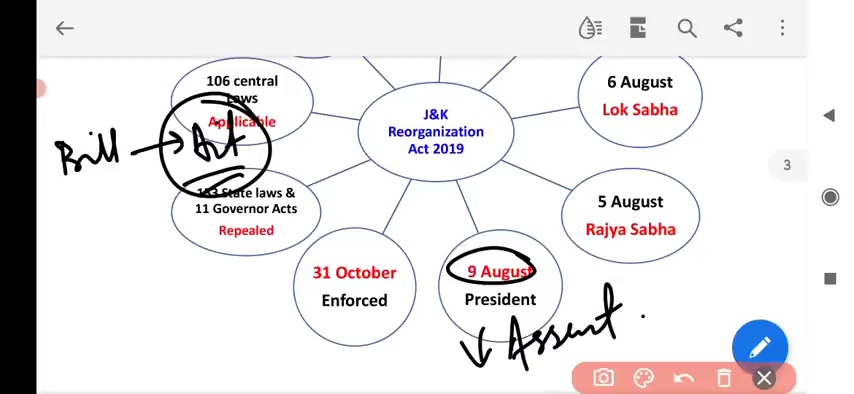 106 central
Laws
Applicable
Bill → Act
153 State laws &
11 Governor Acts
Repealed
J&K
Reorganization
Act 2019
6 August
Lok Sabha
3
5 August
Rajya Sabha
31 October
Enforced
9 August
President
↓ Assent.